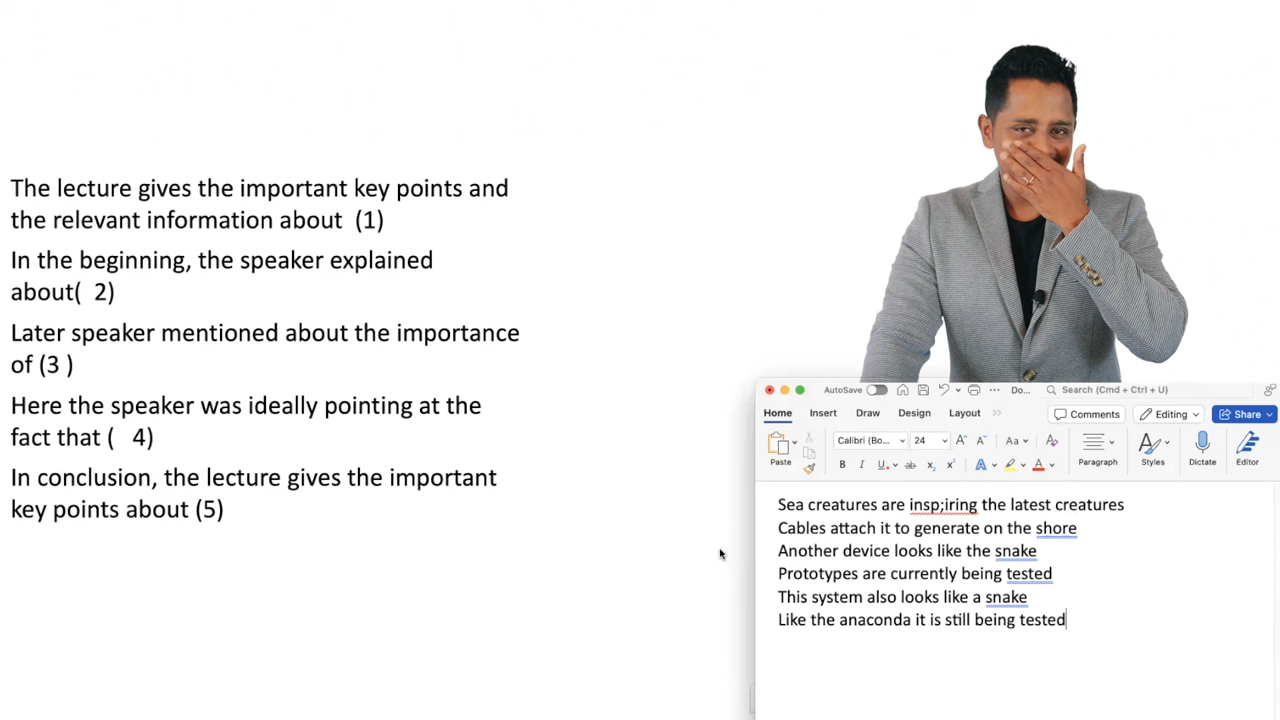 The lecture gives the important key points and
the relevant information about  (1)
In the beginning, the speaker explained
about(  2)
Later speaker mentioned about the importance
of (3 )
Here the speaker was ideally pointing at the
fact that (   4)
In conclusion, the lecture gives the important
key points about (5)
AutoSave Do... Search (Cmd + Ctrl + U)
Home Insert Draw Design Layout Comments Editing Share
Calibri (Bo... 24 A^ A˅ Aa
Paste B I U ab x₂ x² A A Paragraph Styles Dictate Editor
Sea creatures are insp;iring the latest creatures
Cables attach it to generate on the shore
Another device looks like the snake
Prototypes are currently being tested
This system also looks like a snake
Like the anaconda it is still being tested